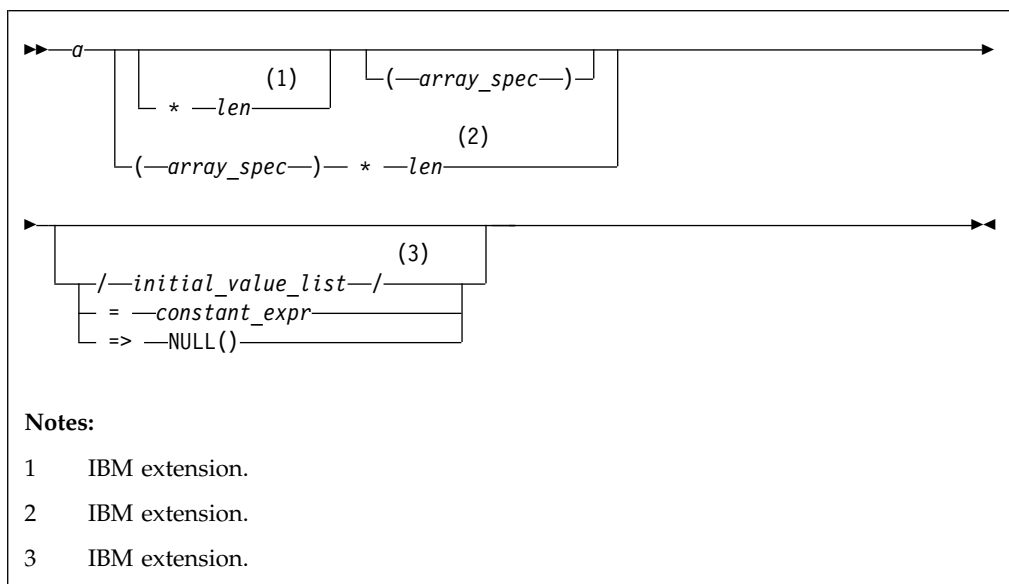 a
(1)
( array_spec )
* len
(2)
( array_spec ) * len
(3)
/ initial_value_list /
= constant_expr
=> NULL()
Notes:
1 IBM extension.
2 IBM extension.
3 IBM extension.